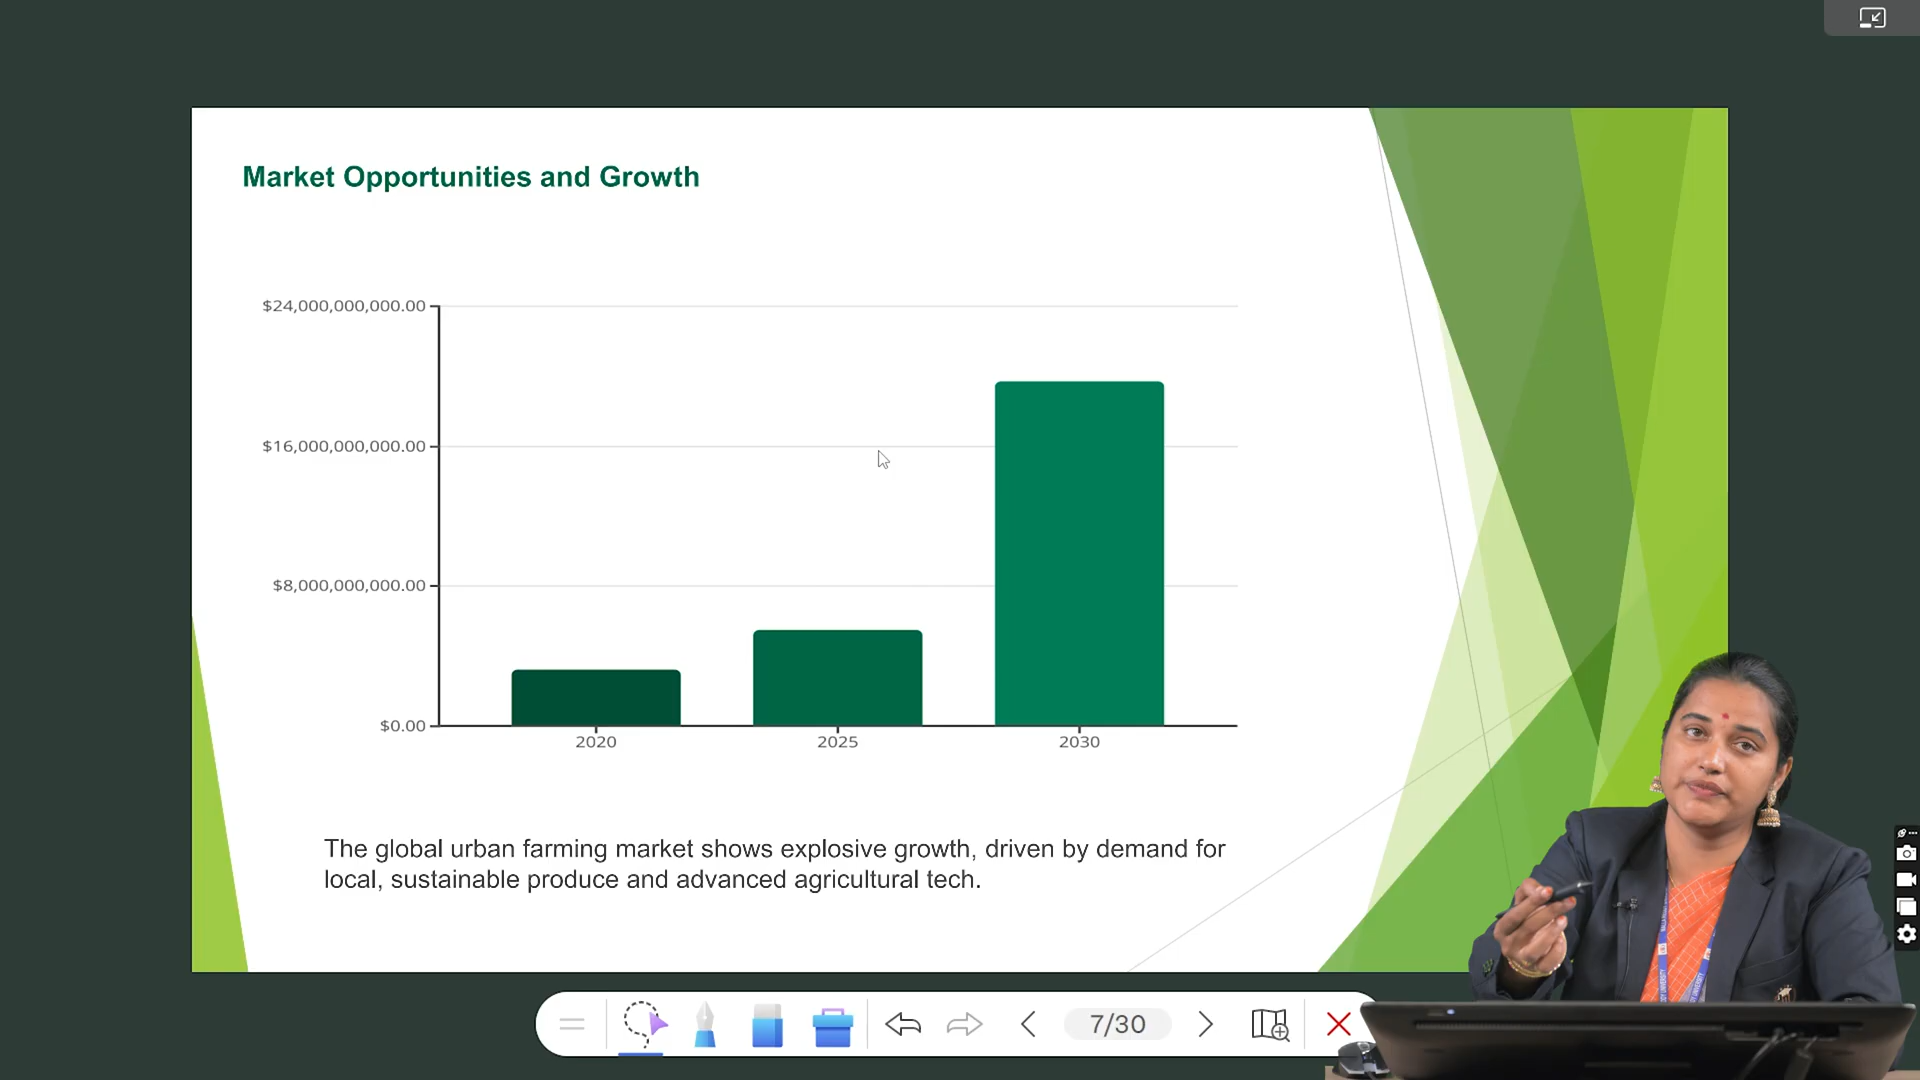 Market Opportunities and Growth
$24,000,000,000.00
$16,000,000,000.00
$8,000,000,000.00
$0.00
2020
2025
2030
The global urban farming market shows explosive growth, driven by demand for
local, sustainable produce and advanced agricultural tech.
7/30